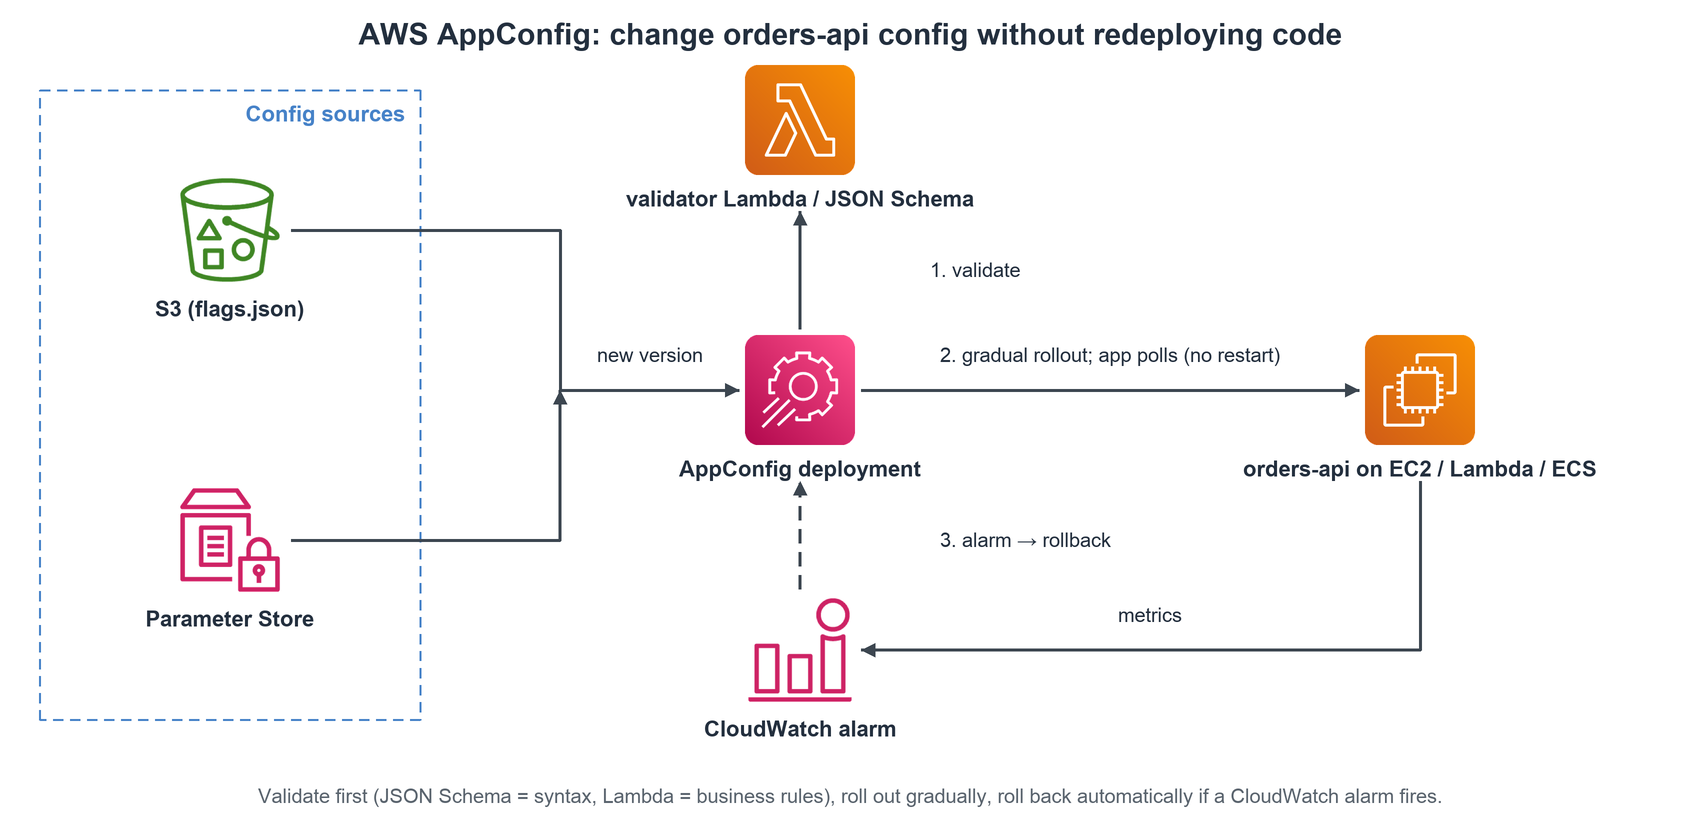 AWS AppConfig: change orders-api config without redeploying code
Config sources
validator Lambda / JSON Schema
S3 (flags.json)
1. validate
new version
2. gradual rollout; app polls (no restart)
AppConfig deployment
orders-api on EC2 / Lambda / ECS
3. alarm → rollback
Parameter Store
metrics
CloudWatch alarm
Validate first (JSON Schema = syntax, Lambda = business rules), roll out gradually, roll back automatically if a CloudWatch alarm fires.